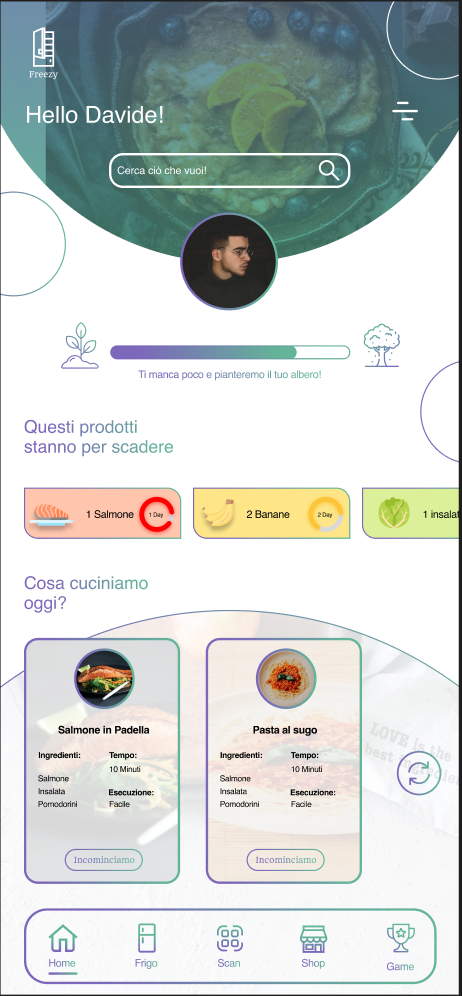 Freezy
Hello Davide!
Cerca ciò che vuoi!
Ti manca poco e pianteremo il tuo albero!
Questi prodotti
stanno per scadere
1 Salmone
1 Day
2 Banane
2 Day
1 insalat
Cosa cuciniamo
oggi?
Salmone in Padella
Ingredienti:
Salmone
Insalata
Pomodorini
Tempo:
10 Minuti
Esecuzione:
Facile
Incominciamo
Pasta al sugo
Ingredienti:
Salmone
Insalata
Pomodorini
Tempo:
10 Minuti
Esecuzione:
Facile
Incominciamo
LOVE is the
best
Home
Frigo
Scan
Shop
Game